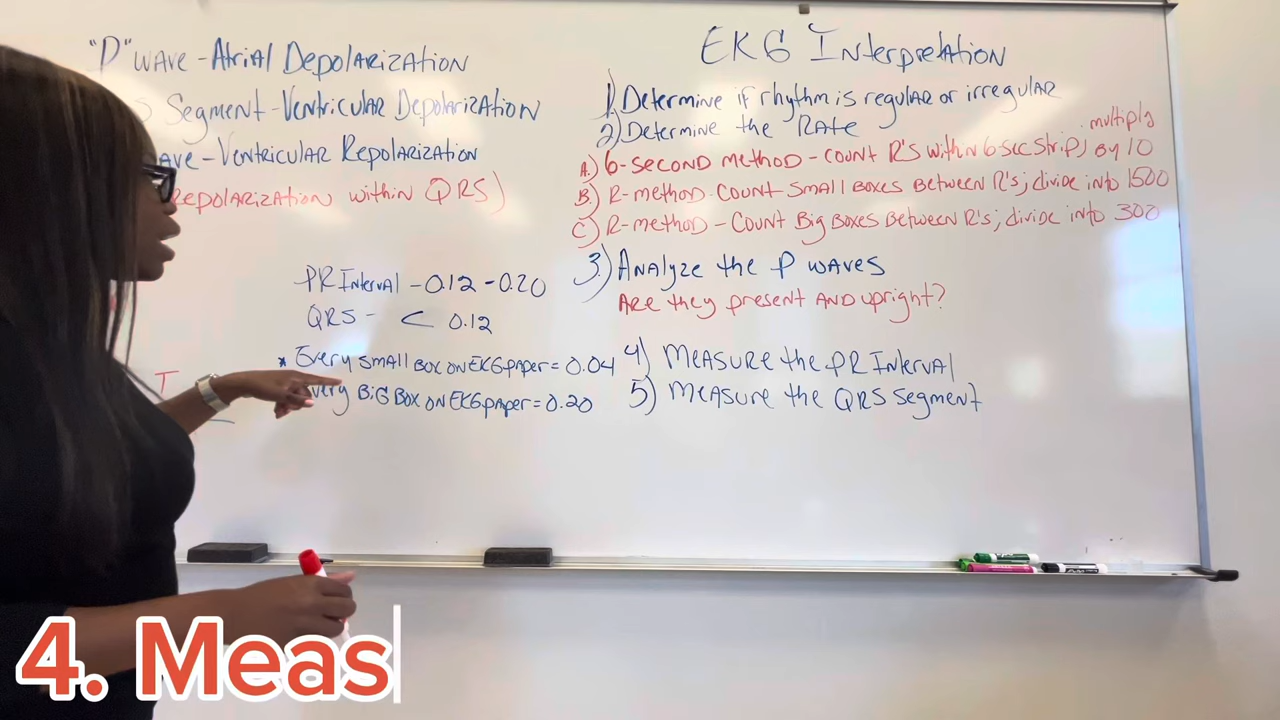 "P" wave - Atrial Depolarization
S Segment - Ventricular Depolarization
ave - Ventricular Repolarization
Repolarization within QRS)
PR Interval - 0.12 - 0.20
QRS - < 0.12
* Every small box on EKG paper = 0.04
very Big Box on EKG paper = 0.20
T
EKG Interpretation
1) Determine if rhythm is regular or irregular
2) Determine the Rate
A.) 6-second method - count R's within 6-sec strip, multiply by 10
B.) R-method - Count small boxes between R's; divide into 1500
C.) R-method - Count Big Boxes Between R's; divide into 300
3.) Analyze the P waves
Are they present and upright?
4) Measure the PR Interval
5) Measure the QRS segment
4. Meas